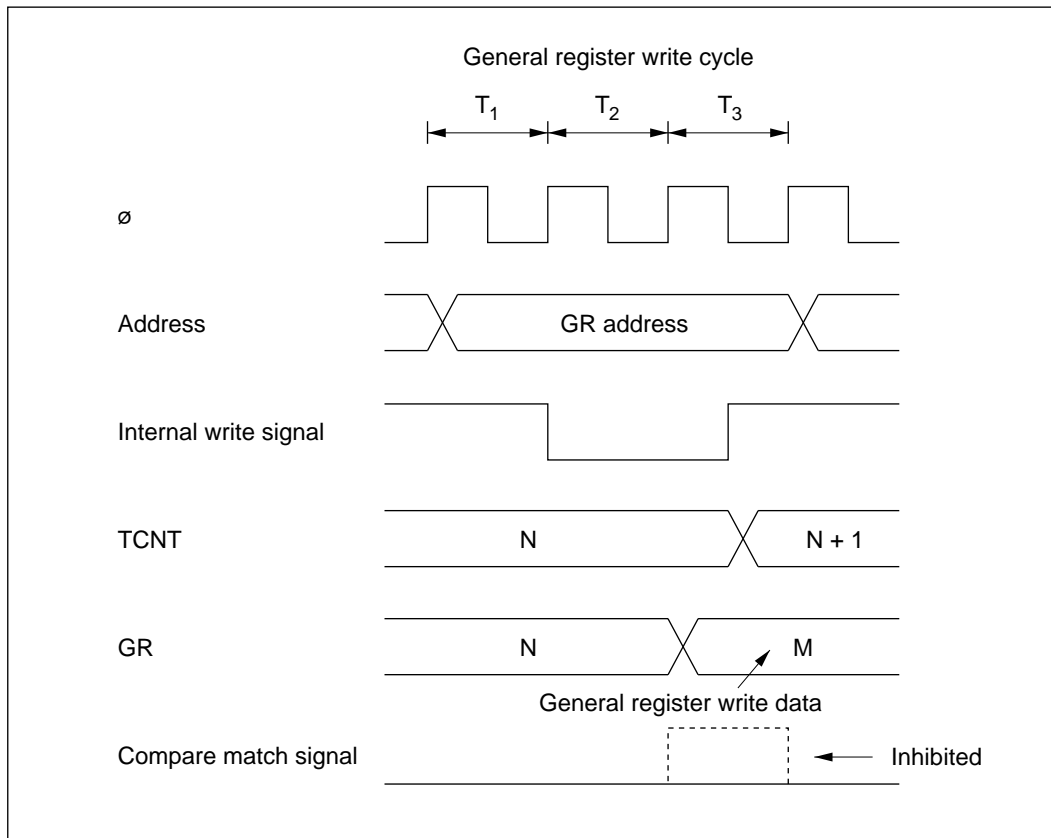 General register write cycle
T1 T2 T3
ø
Address GR address
Internal write signal
TCNT N N + 1
GR N M
General register write data
Compare match signal Inhibited